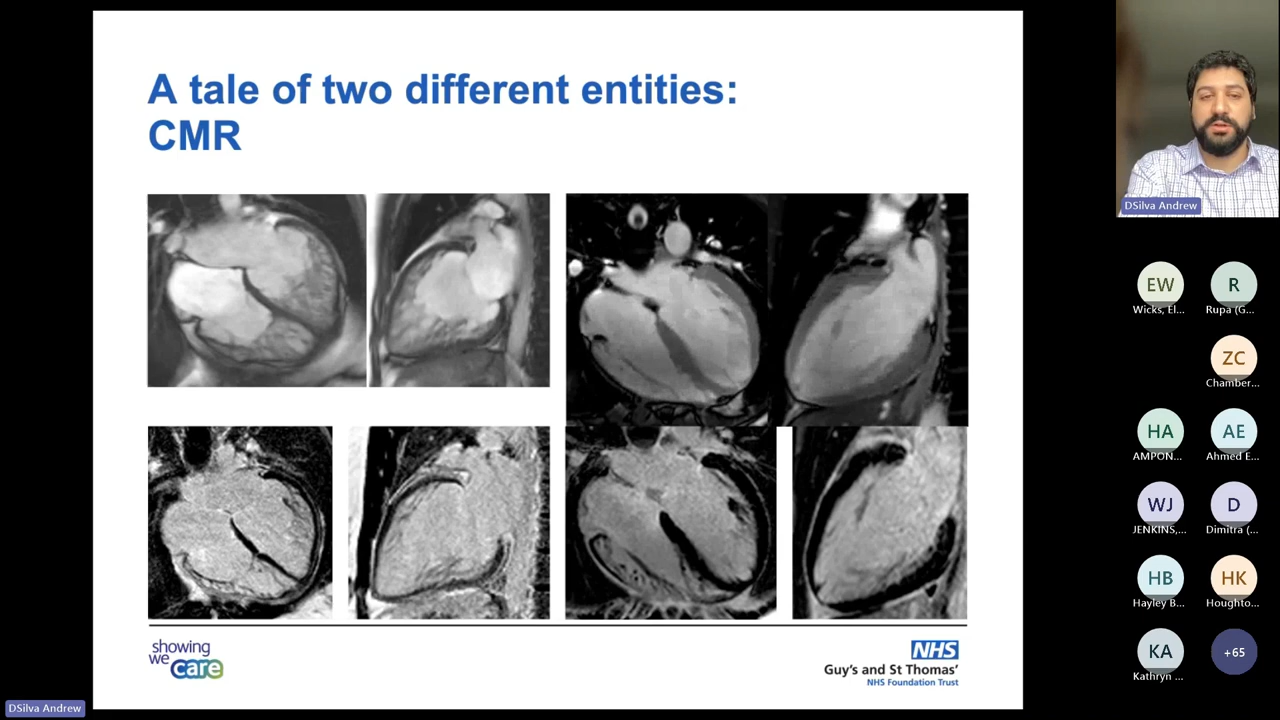 A tale of two different entities:
CMR
showing
we
care
NHS
Guy's and St Thomas'
NHS Foundation Trust
DSilva Andrew
EW
Wicks, El...
R
Rupa (G...
ZC
Chamber...
HA
AMPON...
AE
Ahmed E...
WJ
JENKINS,...
D
Dimitra (...
HB
Hayley B...
HK
Houghto...
KA
Kathryn ...
+65
DSilva Andrew